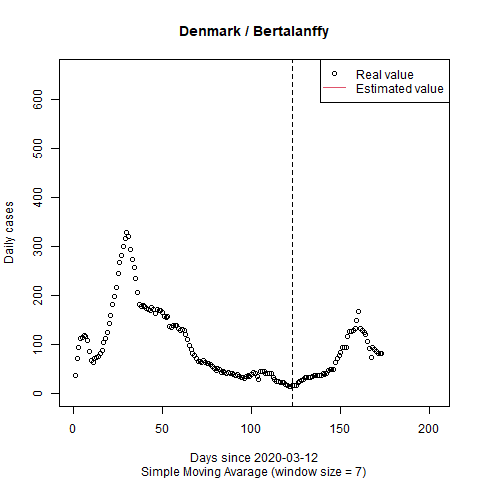 Denmark / Bertalanffy
Real value
Estimated value
Daily cases
600
500
400
300
200
100
0
0 50 100 150 200
Days since 2020-03-12
Simple Moving Avarage (window size = 7)